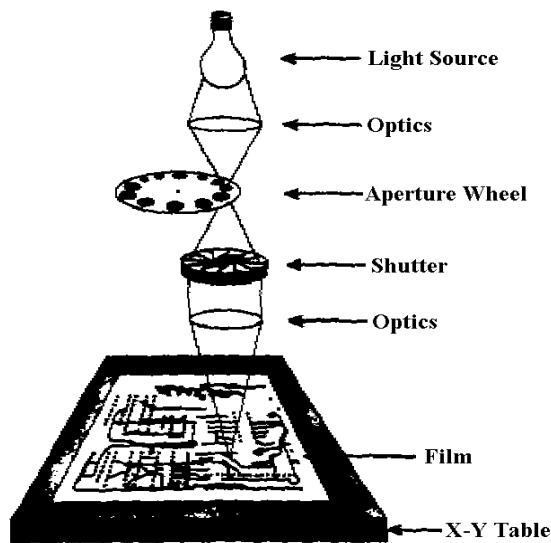 Light Source
Optics
Aperture Wheel
Shutter
Optics
Film
X-Y Table